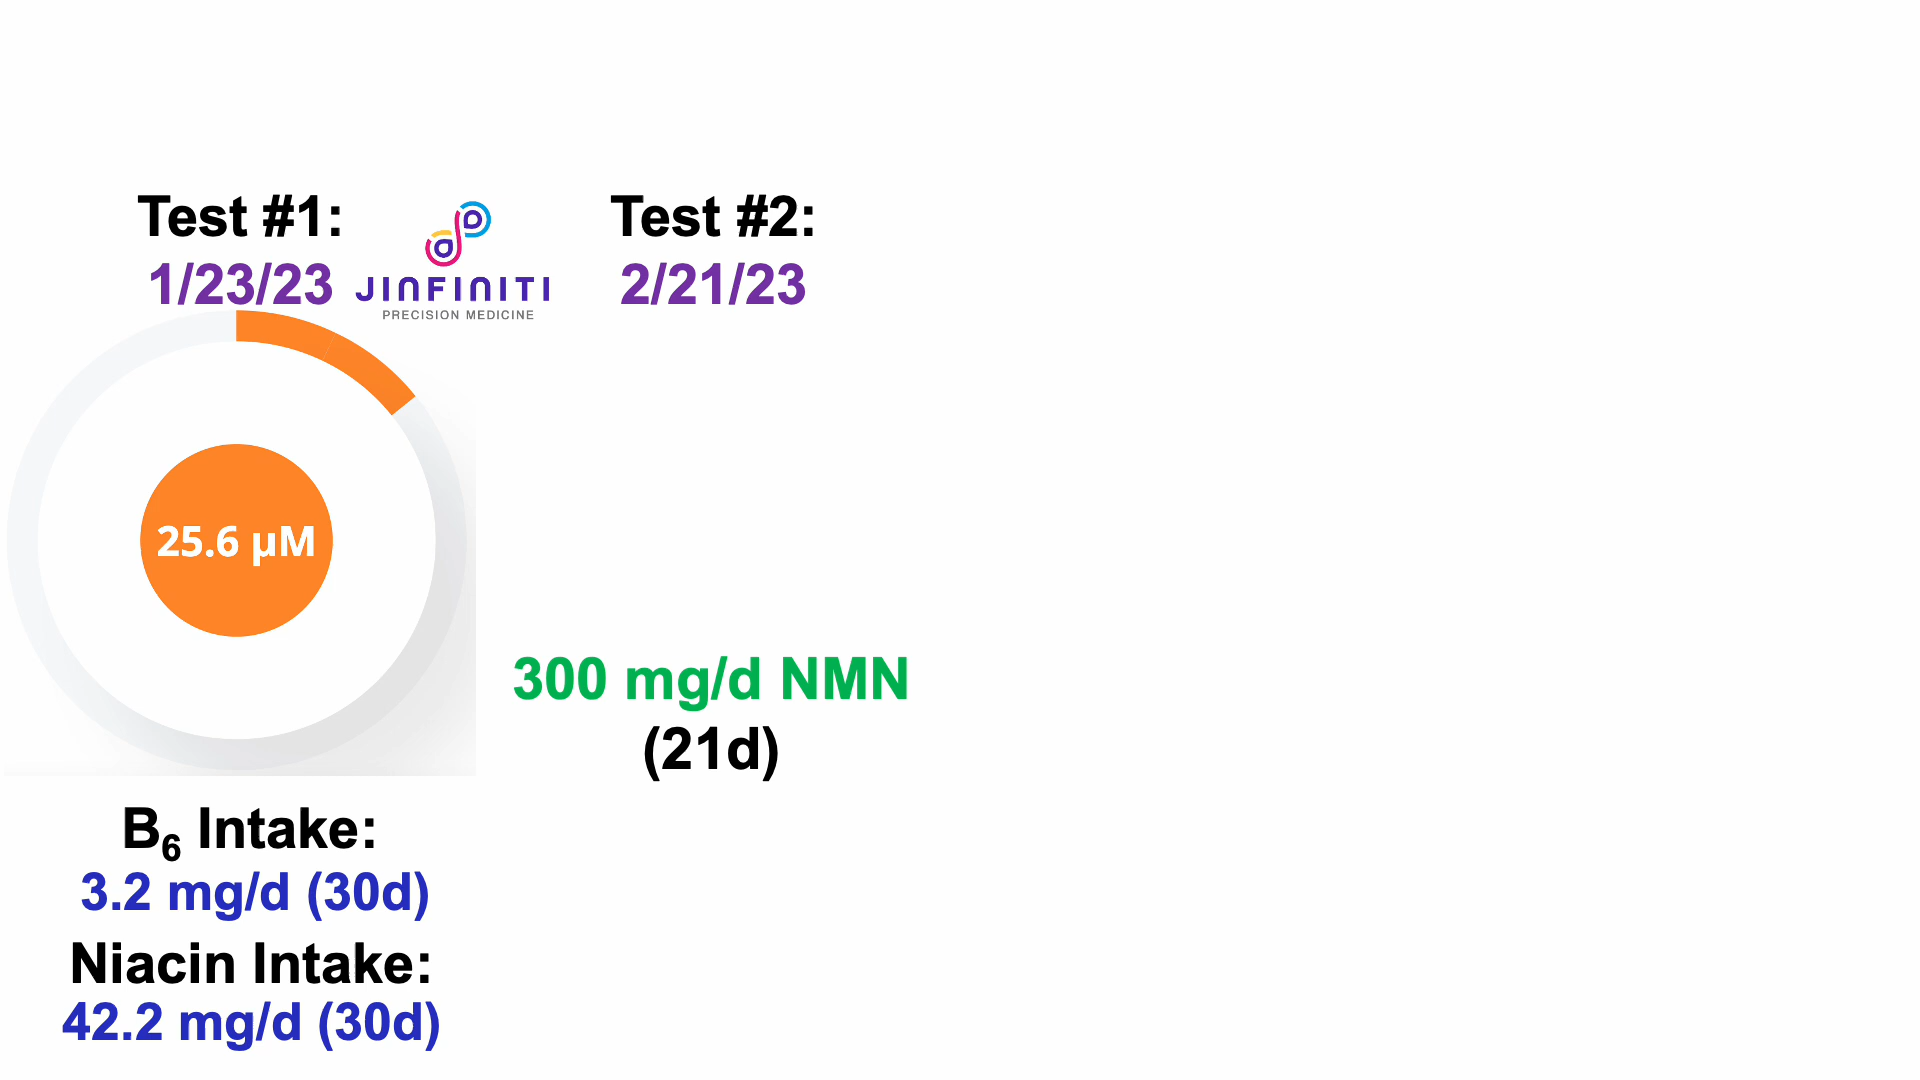 Test #1:
1/23/23
JINFINITI
PRECISION MEDICINE
Test #2:
2/21/23
25.6 µM
300 mg/d NMN
(21d)
B₆ Intake:
3.2 mg/d (30d)
Niacin Intake:
42.2 mg/d (30d)